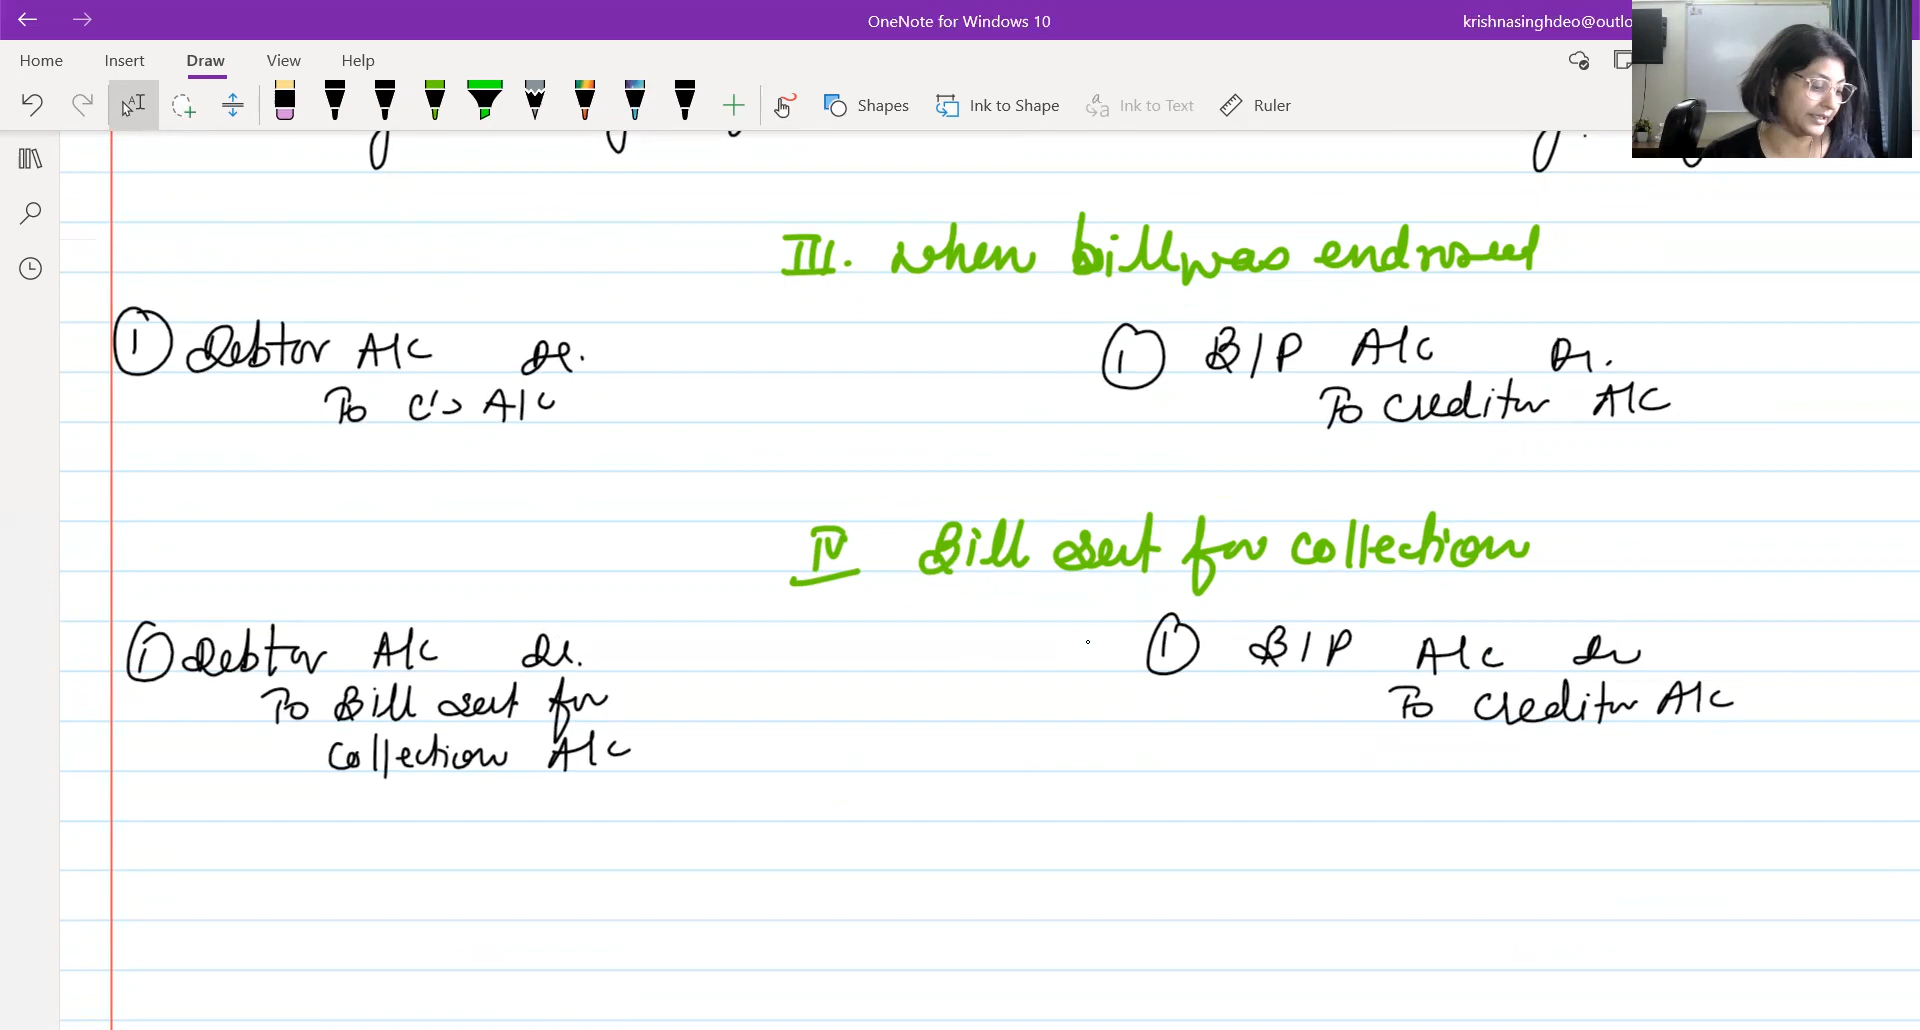 OneNote for Windows 10
krishnasinghdeo@outlo
Home Insert Draw View Help
Shapes Ink to Shape Ink to Text Ruler
III. when bill was endrosed
1 Debtor A/c Dr.
To C's A/c
1 B/P A/c Dr.
To Creditor A/c
IV Bill sent for collection
1 Debtor A/c Dr.
To Bill sent for
collection A/c
1 B/P A/c Dr
To Creditor A/c